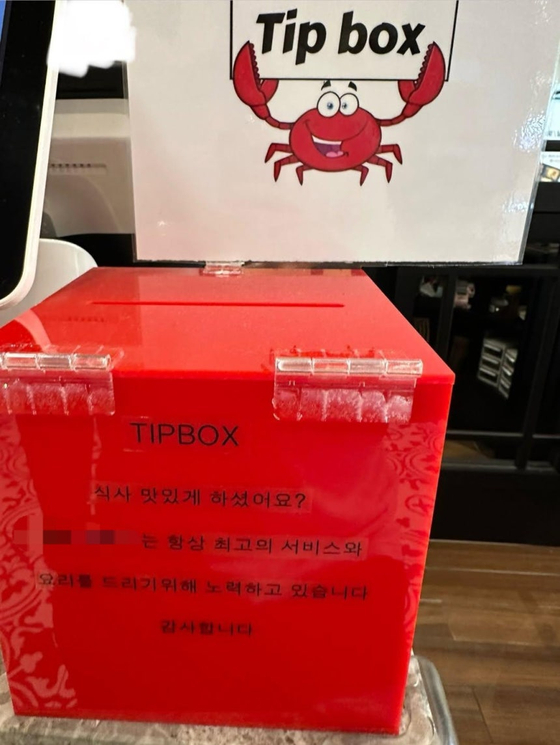 Tip box
TIPBOX
식사 맛있게 하셨어요?
는 항상 최고의 서비스와
요리를 드리기위해 노력하고 있습니다
감사합니다